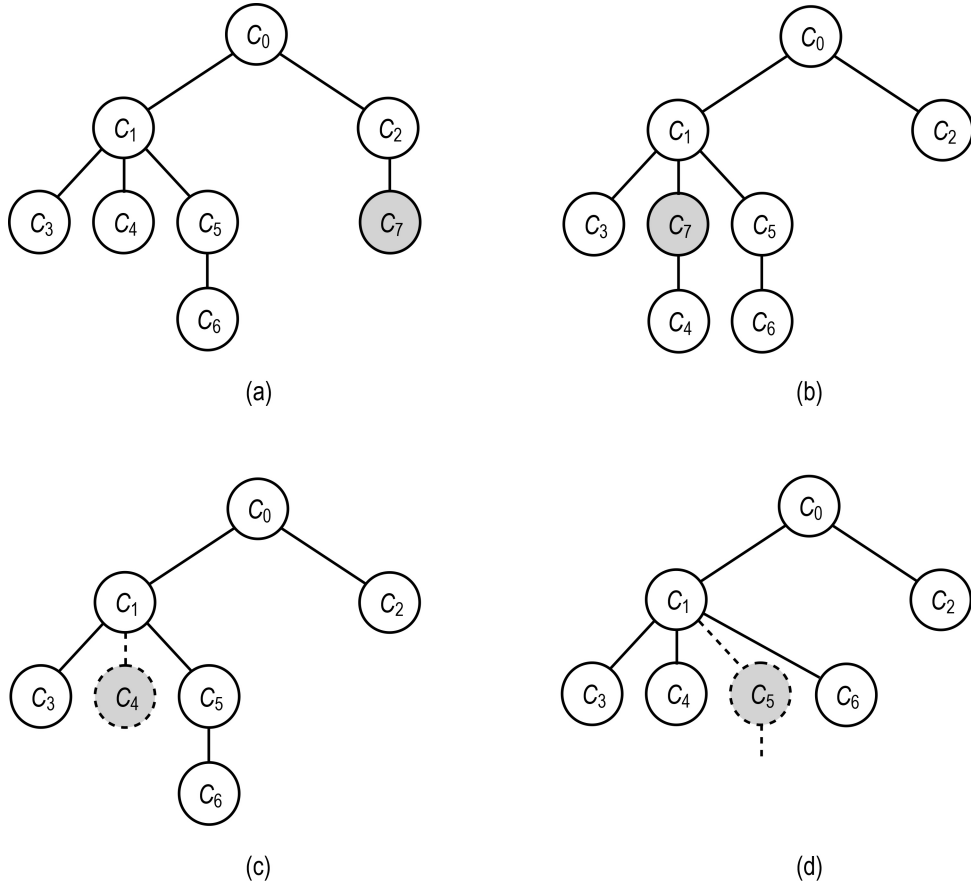 C₀ C₀
C₁ C₂ C₁ C₂
C₃ C₄ C₅ C₇ C₃ C₇ C₅
C₆ C₄ C₆
(a) (b)
C₀ C₀
C₁ C₂ C₁ C₂
C₃ C₄ C₅ C₃ C₄ C₅ C₆
C₆
(c) (d)